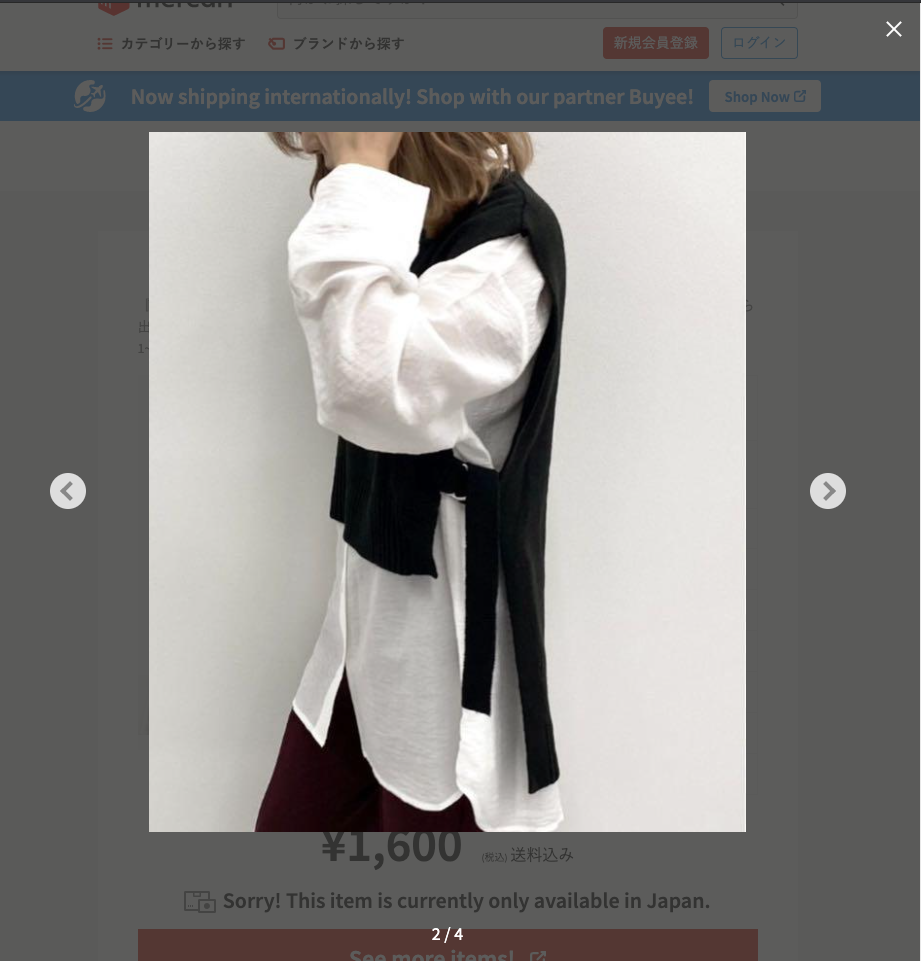 mercari
カテゴリーから探す ブランドから探す 新規会員登録 ログイン
Now shipping internationally! Shop with our partner Buyee! Shop Now
ら
出
¥1,600 (税込) 送料込み
Sorry! This item is currently only available in Japan.
2 / 4
See more items!